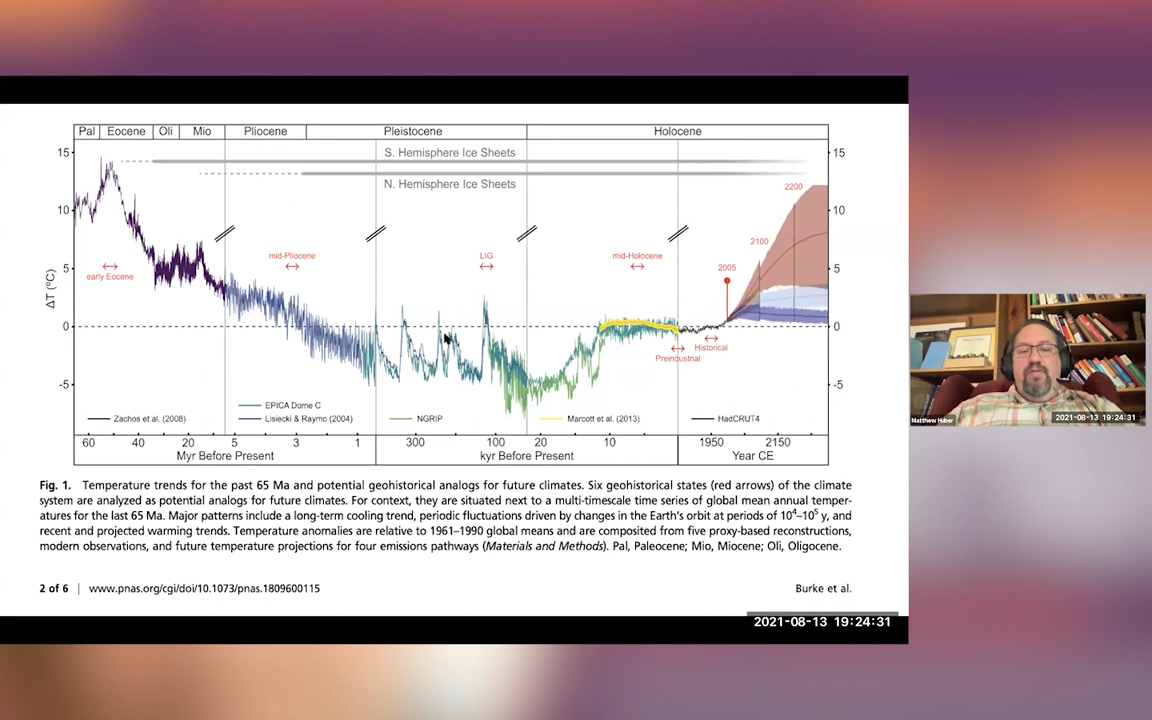 Pal Eocene Oli Mio Pliocene Pleistocene Holocene
15 S. Hemisphere Ice Sheets 15
N. Hemisphere Ice Sheets
2200
10 10
2100
mid-Pliocene LIG mid-Holocene
5 early Eocene 2005 5
ΔT (°C)
0 0
Historical
Preindustrial
-5 -5
EPICA Dome C
Zachos et al. (2008) Lisiecki & Raymo (2004) NGRIP Marcott et al. (2013) HadCRUT4
60 40 20 5 3 1 300 100 20 10 1950 2150
Myr Before Present kyr Before Present Year CE
Fig. 1. Temperature trends for the past 65 Ma and potential geohistorical analogs for future climates. Six geohistorical states (red arrows) of the climate
system are analyzed as potential analogs for future climates. For context, they are situated next to a multi-timescale time series of global mean annual temper-
atures for the last 65 Ma. Major patterns include a long-term cooling trend, periodic fluctuations driven by changes in the Earth's orbit at periods of 10⁴–10⁵ y, and
recent and projected warming trends. Temperature anomalies are relative to 1961–1990 global means and are composited from five proxy-based reconstructions,
modern observations, and future temperature projections for four emissions pathways (Materials and Methods). Pal, Paleocene; Mio, Miocene; Oli, Oligocene.
2 of 6 | www.pnas.org/cgi/doi/10.1073/pnas.1809600115 Burke et al.
2021-08-13 19:24:31
Matthew Huber
2021-08-13 19:24:31